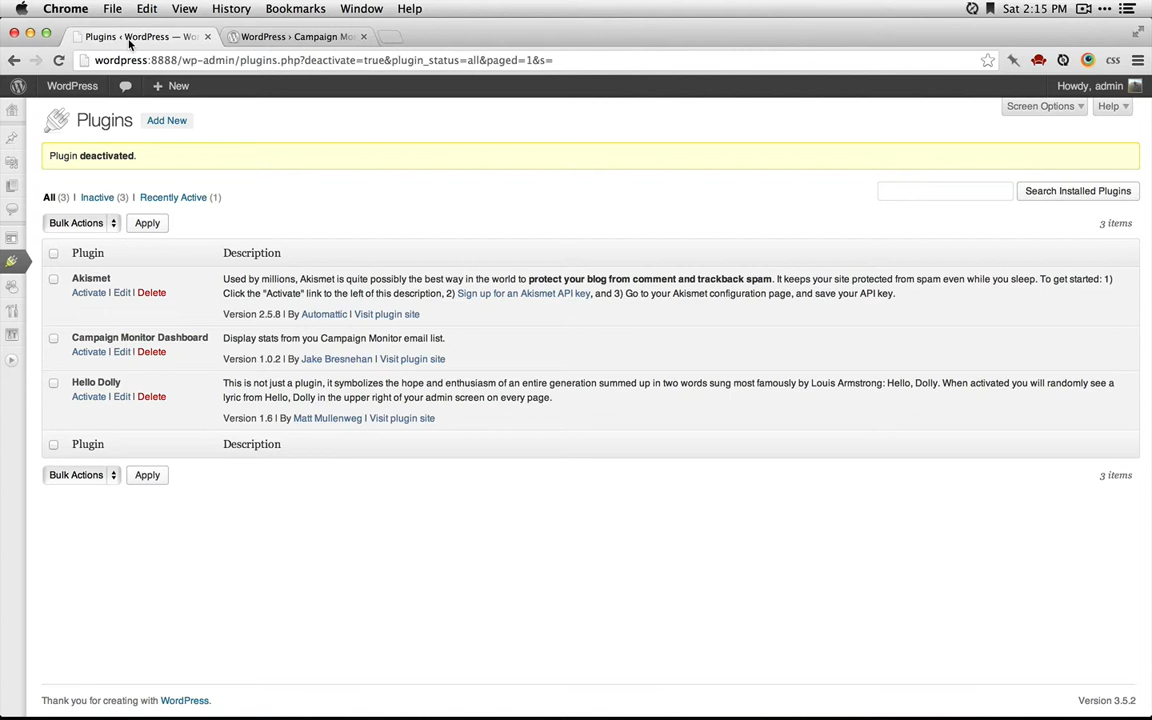 Chrome File Edit View History Bookmarks Window Help Sat 2:15 PM
Plugins ‹ WordPress — Wor WordPress › Campaign Mo
wordpress:8888/wp-admin/plugins.php?deactivate=true&plugin_status=all&paged=1&s= css
WordPress New Howdy, admin
Screen Options Help
Plugins Add New
Plugin deactivated.
All (3) | Inactive (3) | Recently Active (1)
Search Installed Plugins
Bulk Actions Apply 3 items
Plugin Description
Akismet Used by millions, Akismet is quite possibly the best way in the world to protect your blog from comment and trackback spam. It keeps your site protected from spam even while you sleep. To get started: 1)
Activate | Edit | Delete Click the "Activate" link to the left of this description, 2) Sign up for an Akismet API key, and 3) Go to your Akismet configuration page, and save your API key.
Version 2.5.8 | By Automattic | Visit plugin site
Campaign Monitor Dashboard Display stats from you Campaign Monitor email list.
Activate | Edit | Delete
Version 1.0.2 | By Jake Bresnehan | Visit plugin site
Hello Dolly This is not just a plugin, it symbolizes the hope and enthusiasm of an entire generation summed up in two words sung most famously by Louis Armstrong: Hello, Dolly. When activated you will randomly see a
Activate | Edit | Delete lyric from Hello, Dolly in the upper right of your admin screen on every page.
Version 1.6 | By Matt Mullenweg | Visit plugin site
Plugin Description
Bulk Actions Apply 3 items
Thank you for creating with WordPress. Version 3.5.2